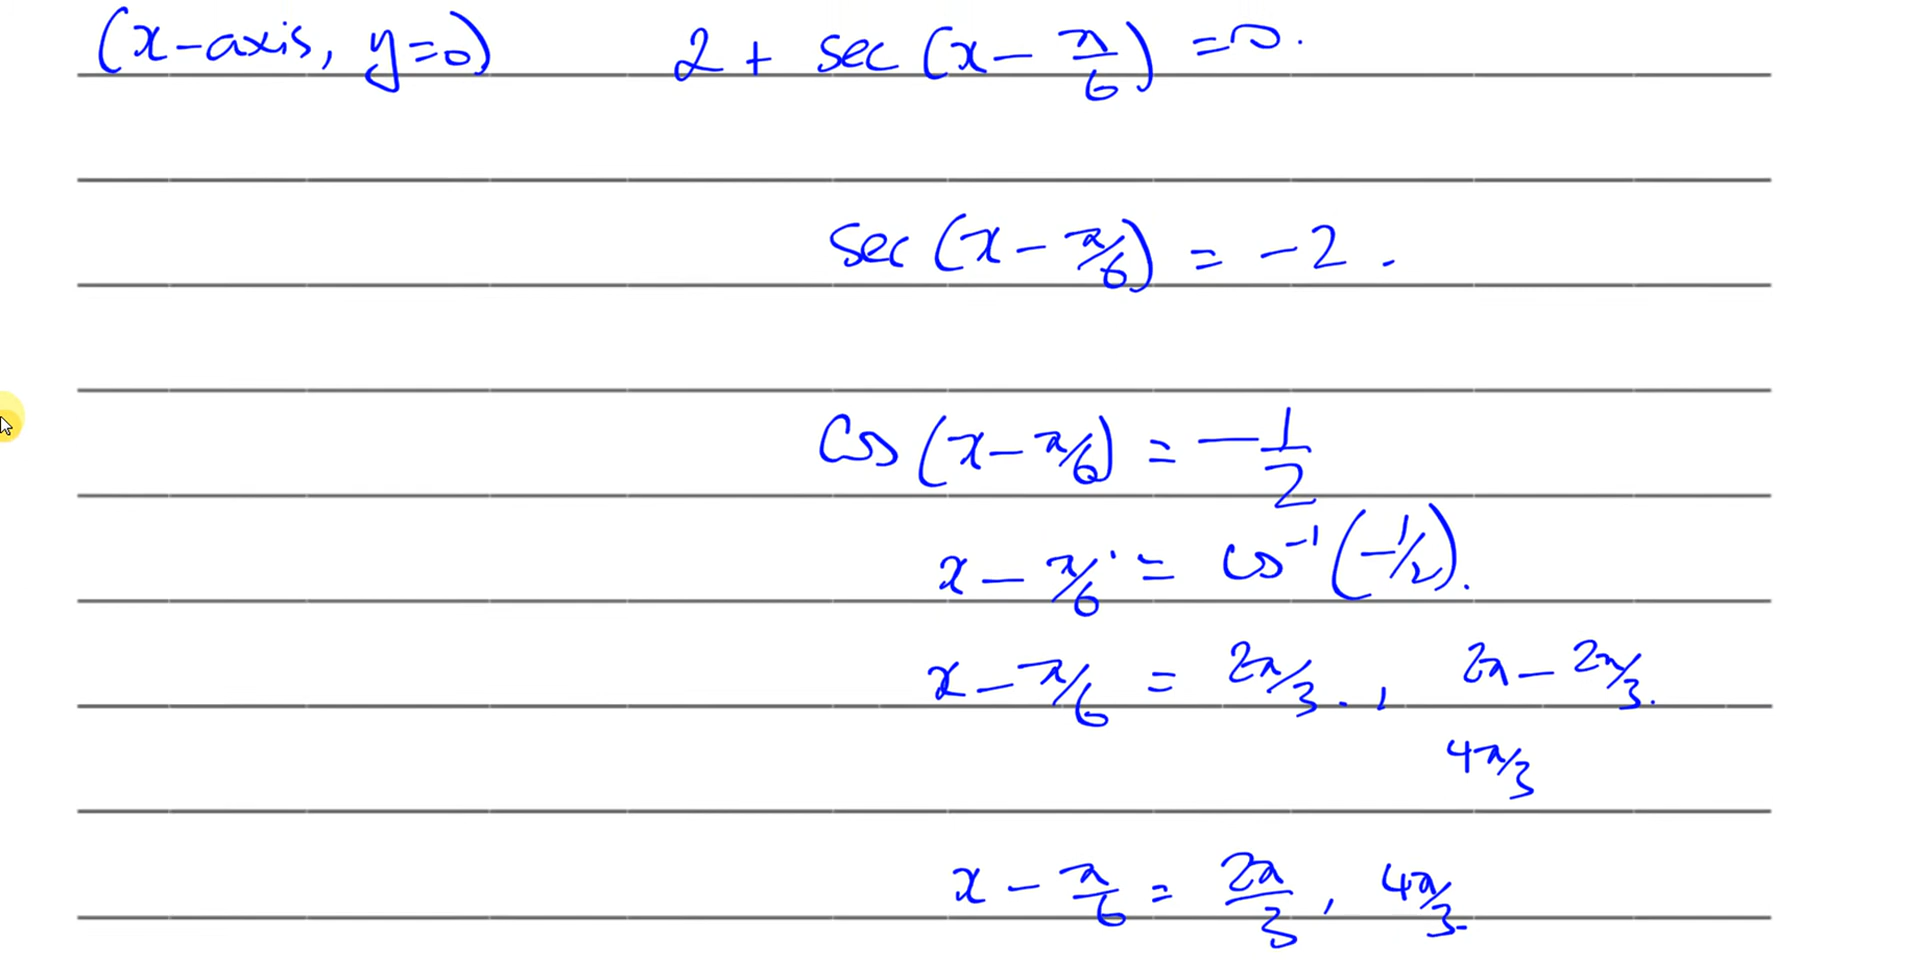 (x-axis, y=0) 2 + sec (x - π/6) = 0.
sec (x - π/6) = -2.
Cos (x - π/6) = -1/2
x - π/6 = cos⁻¹ (-1/2).
x - π/6 = 2π/3, 2π - 2π/3.
4π/3
x - π/6 = 2π/3, 4π/3